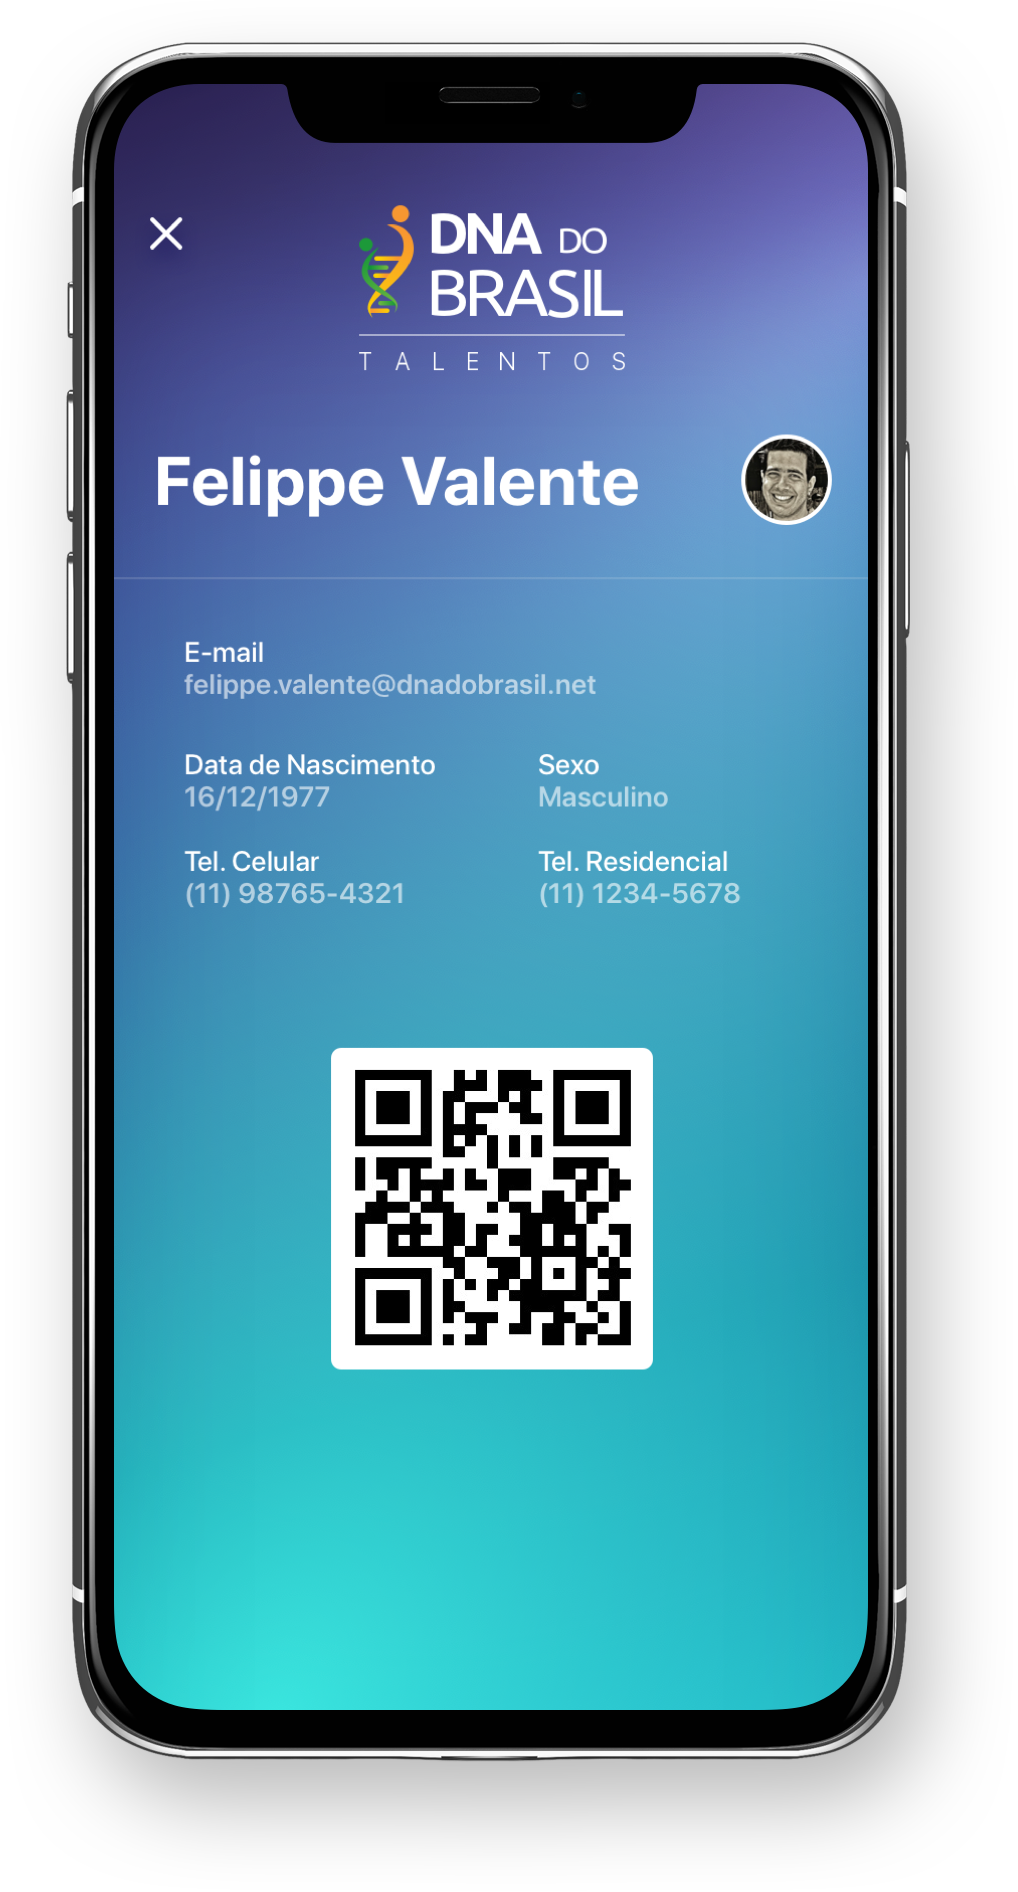 DNA DO
BRASIL
TALENTOS
Felippe Valente
E-mail
felippe.valente@dnadobrasil.net
Data de Nascimento
16/12/1977
Sexo
Masculino
Tel. Celular
(11) 98765-4321
Tel. Residencial
(11) 1234-5678